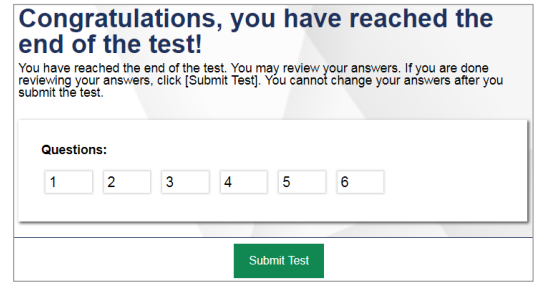 Congratulations, you have reached the
end of the test!
You have reached the end of the test. You may review your answers. If you are done
reviewing your answers, click [Submit Test]. You cannot change your answers after you
submit the test.
Questions:
1 2 3 4 5 6
Submit Test